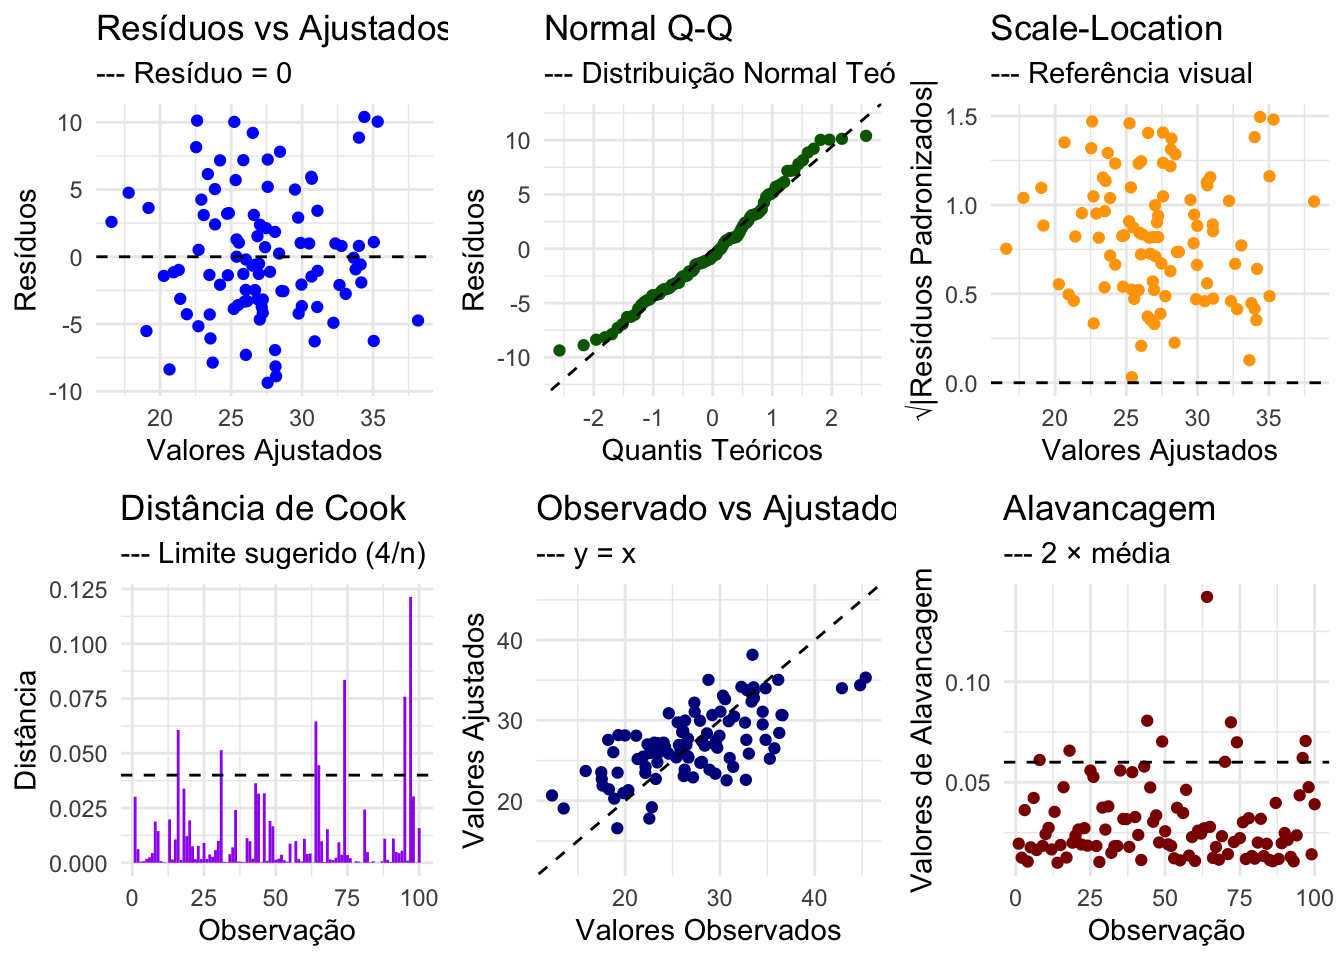 Resíduos vs Ajustados
--- Resíduo = 0
Resíduos
10
5
0
-5
-10
20 25 30 35
Valores Ajustados
Normal Q-Q
--- Distribuição Normal Teó
Resíduos
10
5
0
-5
-10
-2 -1 0 1 2
Quantis Teóricos
Scale-Location
--- Referência visual
√|Resíduos Padronizados|
1.5
1.0
0.5
0.0
20 25 30 35
Valores Ajustados
Distância de Cook
--- Limite sugerido (4/n)
Distância
0.125
0.100
0.075
0.050
0.025
0.000
0 25 50 75 100
Observação
Observado vs Ajustado
--- y = x
Valores Ajustados
40
30
20
20 30 40
Valores Observados
Alavancagem
--- 2 × média
Valores de Alavancagem
0.10
0.05
0 25 50 75 100
Observação